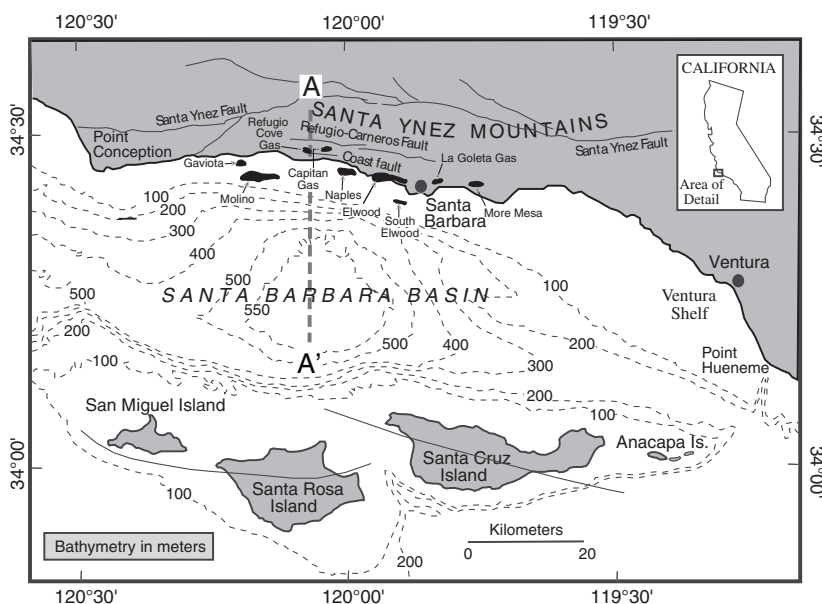 120°30'
120°00'
119°30'
34°30'
34°30'
34°00'
34°00'
CALIFORNIA
Area of
Detail
A
SANTA YNEZ MOUNTAINS
Santa Ynez Fault
Santa Ynez Fault
Refugio
Cove
Gas
Refugio-Carneros Fault
Point
Conception
Coast fault
La Goleta Gas
Gaviota
Capitan
Gas
Molino
Naples
Elwood
Santa
Barbara
More Mesa
South
Elwood
100
200
300
400
500
550
SANTA BARBARA BASIN
500
200
100
A'
500
400
300
200
100
100
200
Ventura
Ventura
Shelf
Point
Hueneme
San Miguel Island
Santa Rosa
Island
Santa Cruz
Island
Anacapa Is.
100
200
Bathymetry in meters
Kilometers
0
20
120°30'
120°00'
119°30'